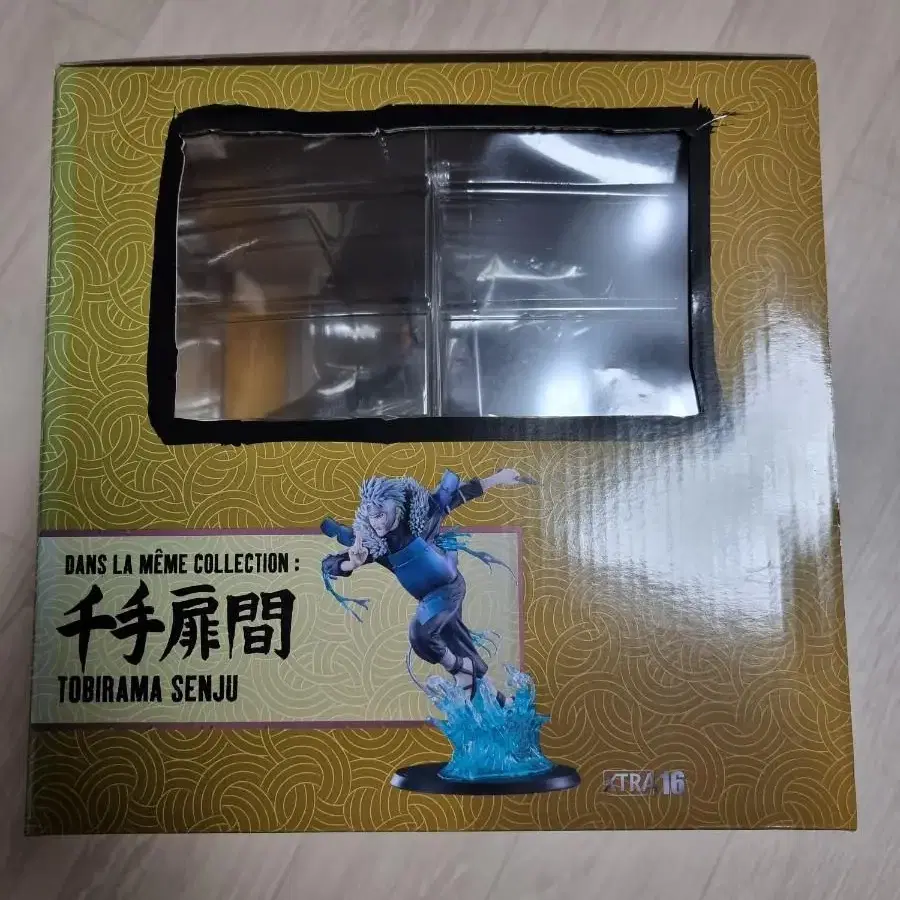 DANS LA MÊME COLLECTION :
千手扉間
TOBIRAMA SENJU
XTRA 16